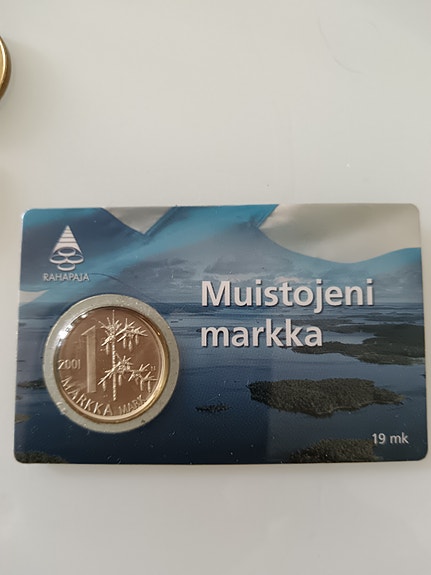 RAHAPAJA
Muistojeni
markka
1
2001
MARKKA MARK
19 mk